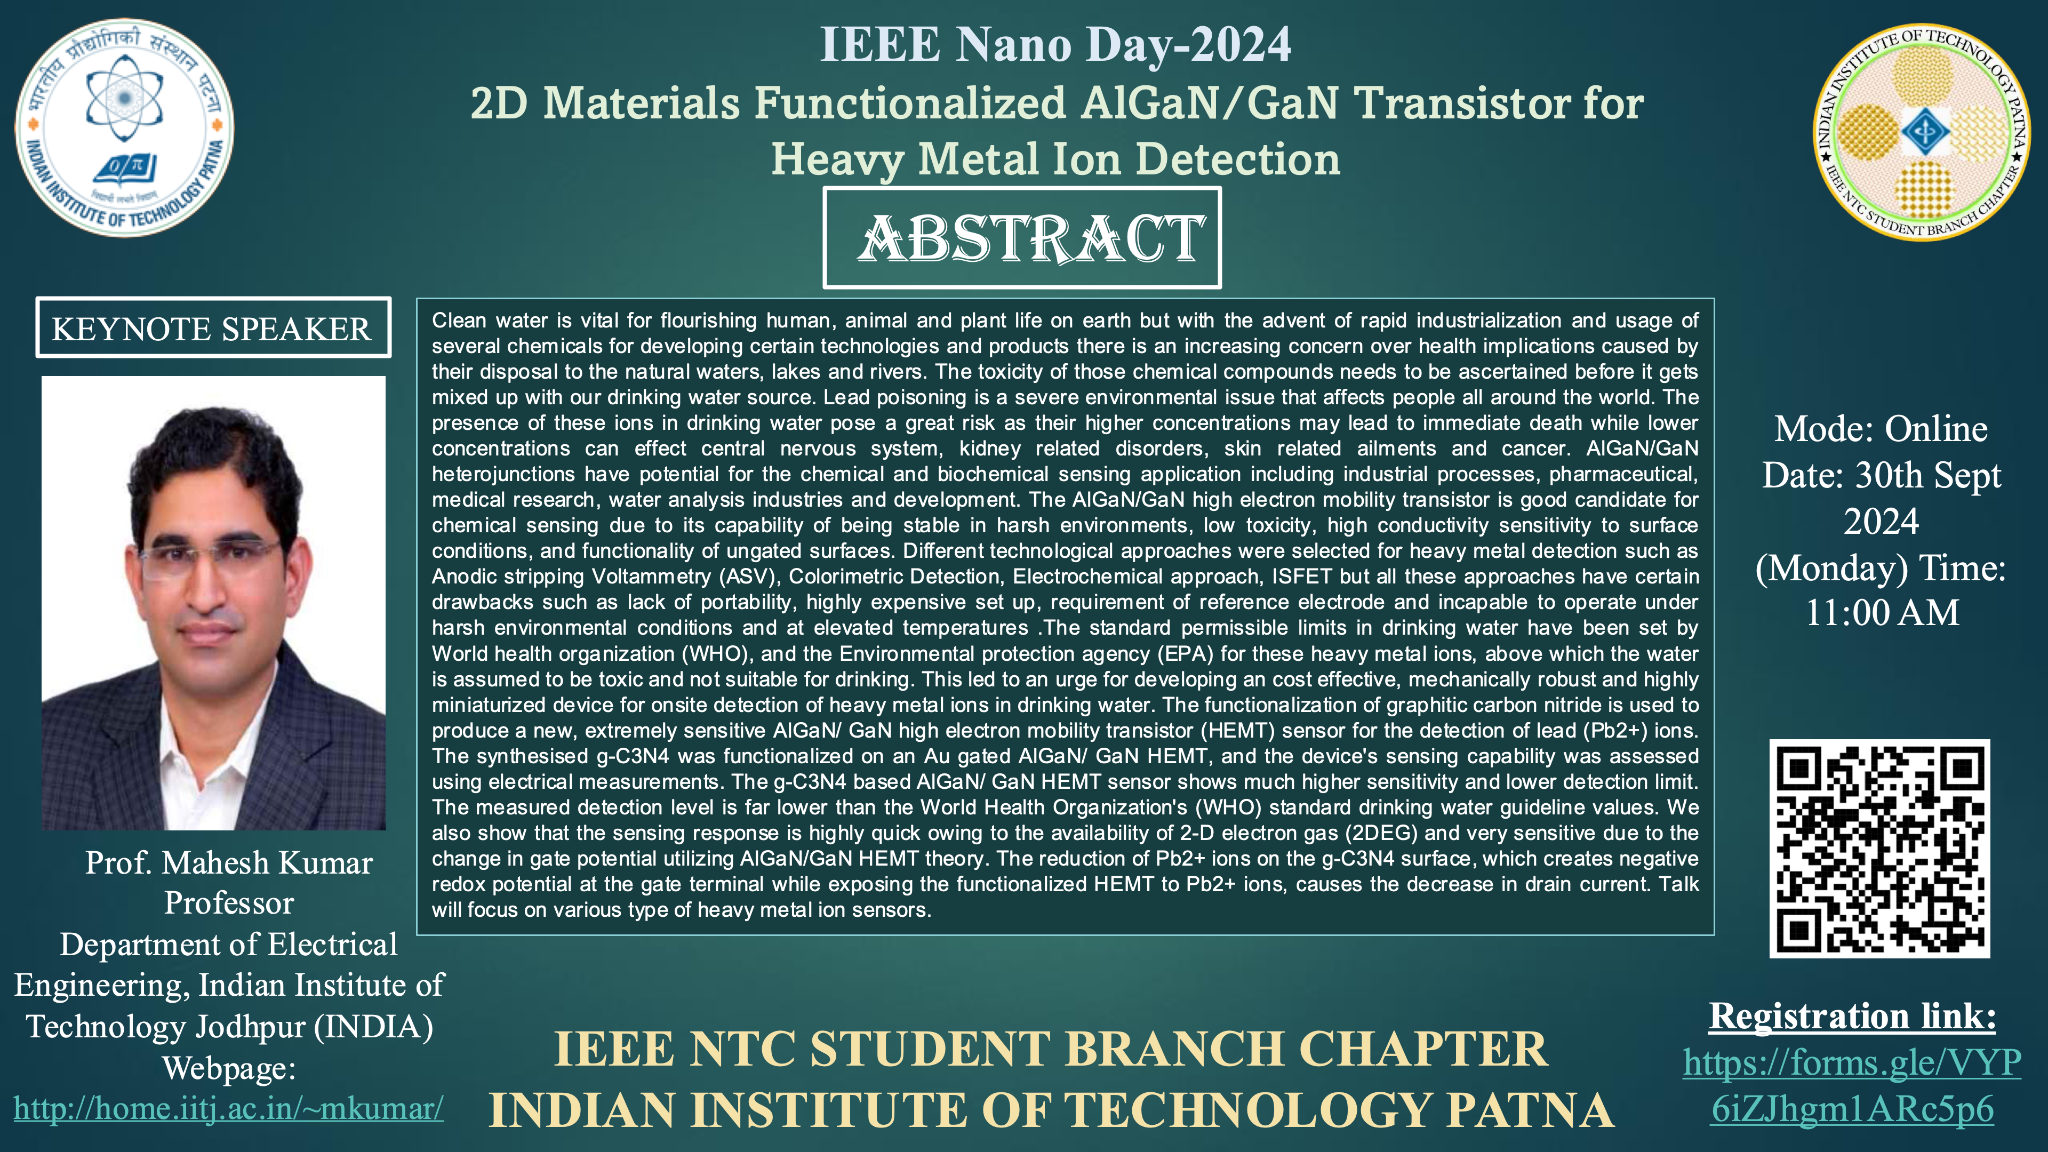 भारतीय प्रौद्योगिकी संस्थान पटना
INDIAN INSTITUTE OF TECHNOLOGY PATNA
IEEE Nano Day-2024
2D Materials Functionalized AlGaN/GaN Transistor for
Heavy Metal Ion Detection
ABSTRACT
INDIAN INSTITUTE OF TECHNOLOGY PATNA
★ IEEE NTC STUDENT BRANCH CHAPTER ★
KEYNOTE SPEAKER
Prof. Mahesh Kumar
Professor
Department of Electrical
Engineering, Indian Institute of
Technology Jodhpur (INDIA)
Webpage:
http://home.iitj.ac.in/~mkumar/
Clean water is vital for flourishing human, animal and plant life on earth but with the advent of rapid industrialization and usage of
several chemicals for developing certain technologies and products there is an increasing concern over health implications caused by
their disposal to the natural waters, lakes and rivers. The toxicity of those chemical compounds needs to be ascertained before it gets
mixed up with our drinking water source. Lead poisoning is a severe environmental issue that affects people all around the world. The
presence of these ions in drinking water pose a great risk as their higher concentrations may lead to immediate death while lower
concentrations can effect central nervous system, kidney related disorders, skin related ailments and cancer. AlGaN/GaN
heterojunctions have potential for the chemical and biochemical sensing application including industrial processes, pharmaceutical,
medical research, water analysis industries and development. The AlGaN/GaN high electron mobility transistor is good candidate for
chemical sensing due to its capability of being stable in harsh environments, low toxicity, high conductivity sensitivity to surface
conditions, and functionality of ungated surfaces. Different technological approaches were selected for heavy metal detection such as
Anodic stripping Voltammetry (ASV), Colorimetric Detection, Electrochemical approach, ISFET but all these approaches have certain
drawbacks such as lack of portability, highly expensive set up, requirement of reference electrode and incapable to operate under
harsh environmental conditions and at elevated temperatures .The standard permissible limits in drinking water have been set by
World health organization (WHO), and the Environmental protection agency (EPA) for these heavy metal ions, above which the water
is assumed to be toxic and not suitable for drinking. This led to an urge for developing an cost effective, mechanically robust and highly
miniaturized device for onsite detection of heavy metal ions in drinking water. The functionalization of graphitic carbon nitride is used to
produce a new, extremely sensitive AlGaN/ GaN high electron mobility transistor (HEMT) sensor for the detection of lead (Pb2+) ions.
The synthesised g-C3N4 was functionalized on an Au gated AlGaN/ GaN HEMT, and the device's sensing capability was assessed
using electrical measurements. The g-C3N4 based AlGaN/ GaN HEMT sensor shows much higher sensitivity and lower detection limit.
The measured detection level is far lower than the World Health Organization's (WHO) standard drinking water guideline values. We
also show that the sensing response is highly quick owing to the availability of 2-D electron gas (2DEG) and very sensitive due to the
change in gate potential utilizing AlGaN/GaN HEMT theory. The reduction of Pb2+ ions on the g-C3N4 surface, which creates negative
redox potential at the gate terminal while exposing the functionalized HEMT to Pb2+ ions, causes the decrease in drain current. Talk
will focus on various type of heavy metal ion sensors.
Mode: Online
Date: 30th Sept
2024
(Monday) Time:
11:00 AM
Registration link:
https://forms.gle/VYP
6iZJhgm1ARc5p6
IEEE NTC STUDENT BRANCH CHAPTER
INDIAN INSTITUTE OF TECHNOLOGY PATNA